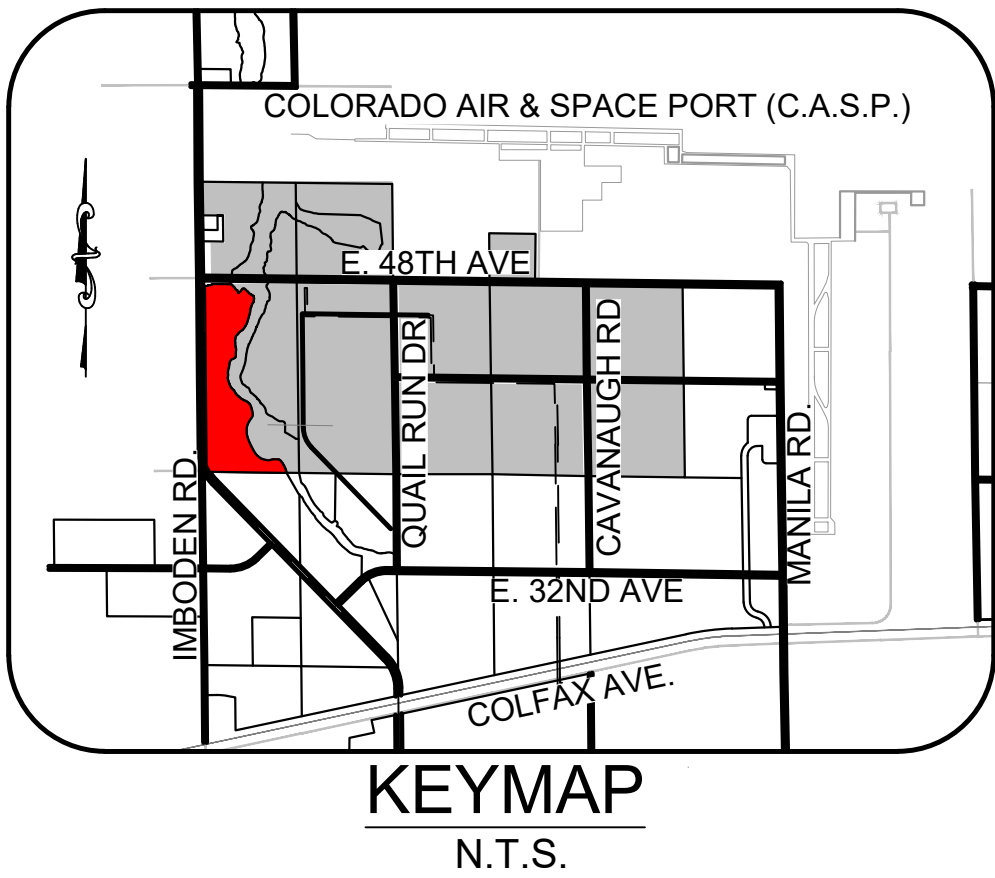 COLORADO AIR & SPACE PORT (C.A.S.P.)
E. 48TH AVE
QUAIL RUN DR
CAVANAUGH RD
MANILA RD.
IMBODEN RD.
E. 32ND AVE
COLFAX AVE.
KEYMAP
N.T.S.